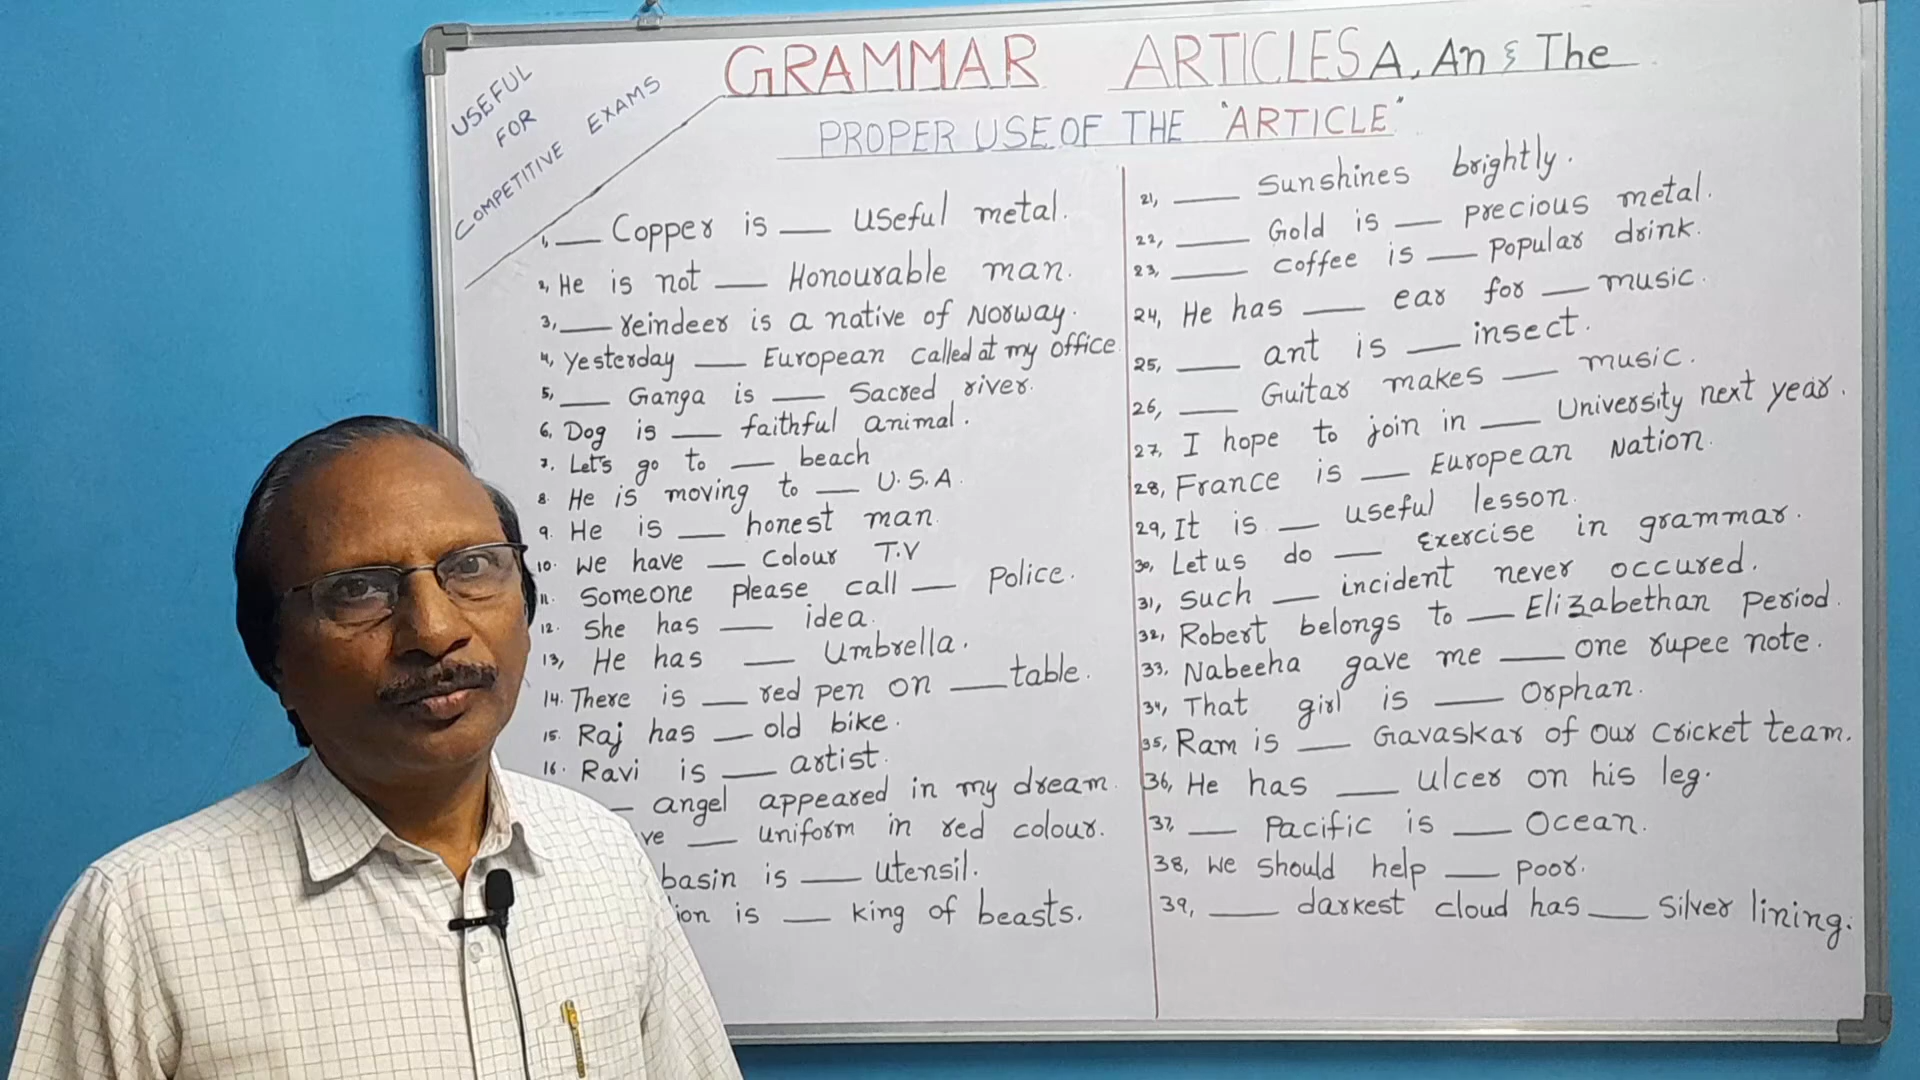 USEFUL
FOR
COMPETITIVE EXAMS
GRAMMAR ARTICLES A, An & The
PROPER USE OF THE "ARTICLE"
1, ___ Copper is ___ useful metal.
2, He is not ___ Honourable man.
3, ___ reindeer is a native of Norway.
4, Yesterday ___ European called at my office
5, ___ Ganga is ___ Sacred river.
6. Dog is ___ faithful animal.
7. Let's go to ___ beach
8. He is moving to ___ U.S.A.
9. He is ___ honest man.
10. We have ___ Colour T.V
11. Someone please call ___ Police.
12. She has ___ idea.
13, He has ___ Umbrella.
14. There is ___ red pen on ___ table.
15. Raj has ___ old bike.
16. Ravi is ___ artist.
___ angel appeared in my dream.
ve ___ uniform in red colour.
basin is ___ utensil.
ion is ___ king of beasts.
21, ___ Sunshines brightly.
22, ___ Gold is ___ precious metal.
23, ___ coffee is ___ popular drink.
24, He has ___ ear for ___ music.
25, ___ ant is ___ insect.
26, ___ Guitar makes ___ music.
27, I hope to join in ___ University next year.
28, France is ___ European Nation.
29, It is ___ useful lesson.
30, Let us do ___ Exercise in grammar.
31, Such ___ incident never occured.
32, Robert belongs to ___ Elizabethan period.
33. Nabeeha gave me ___ one rupee note.
34, That girl is ___ Orphan.
35, Ram is ___ Gavaskar of our cricket team.
36, He has ___ ulcer on his leg.
37, ___ Pacific is ___ Ocean.
38, We should help ___ poor.
39, ___ darkest cloud has ___ silver lining.